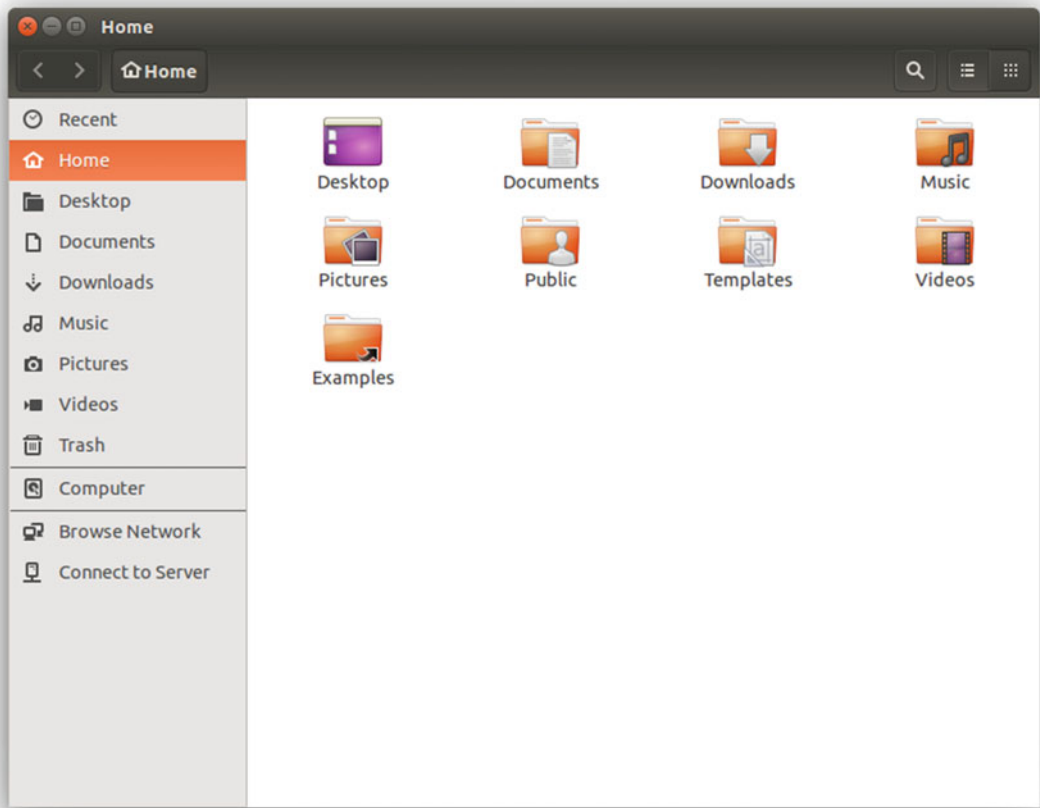 Home
Home
Recent
Home
Desktop
Documents
Downloads
Music
Pictures
Videos
Trash
Computer
Browse Network
Connect to Server
Desktop Documents Downloads Music
Pictures Public Templates Videos
Examples